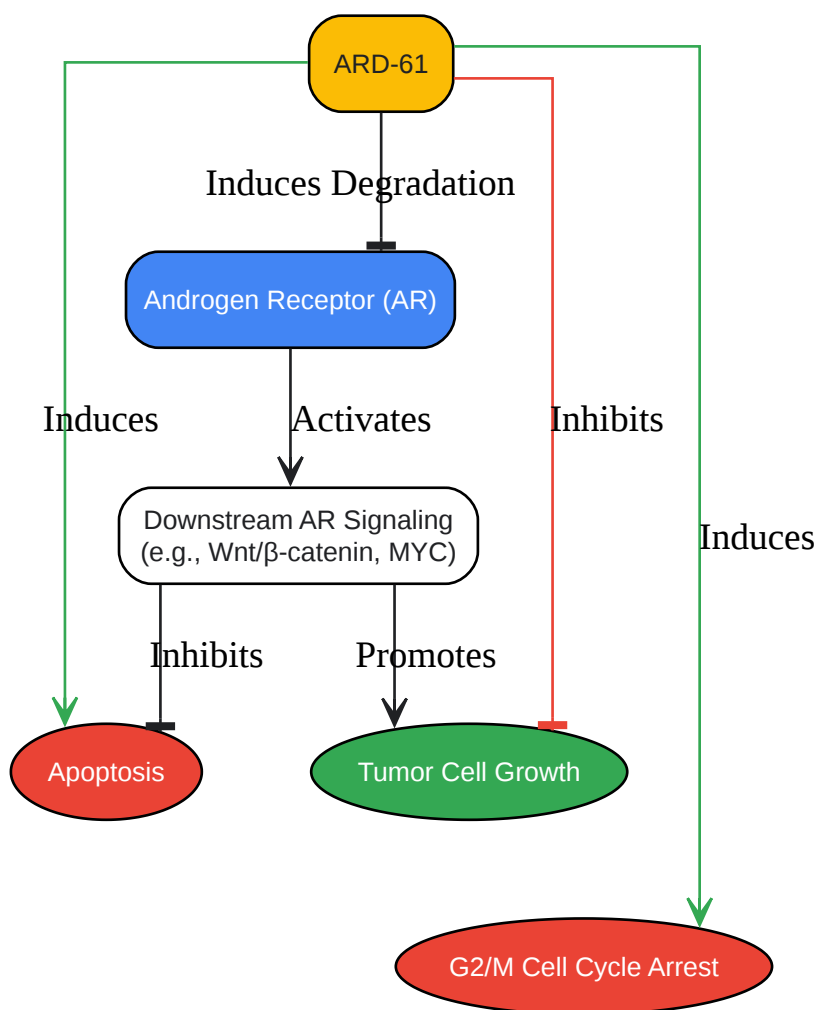 ARD-61
Induces Degradation
Androgen Receptor (AR)
Induces
Activates
Inhibits
Downstream AR Signaling
(e.g., Wnt/β-catenin, MYC)
Induces
Inhibits
Promotes
Apoptosis
Tumor Cell Growth
G2/M Cell Cycle Arrest